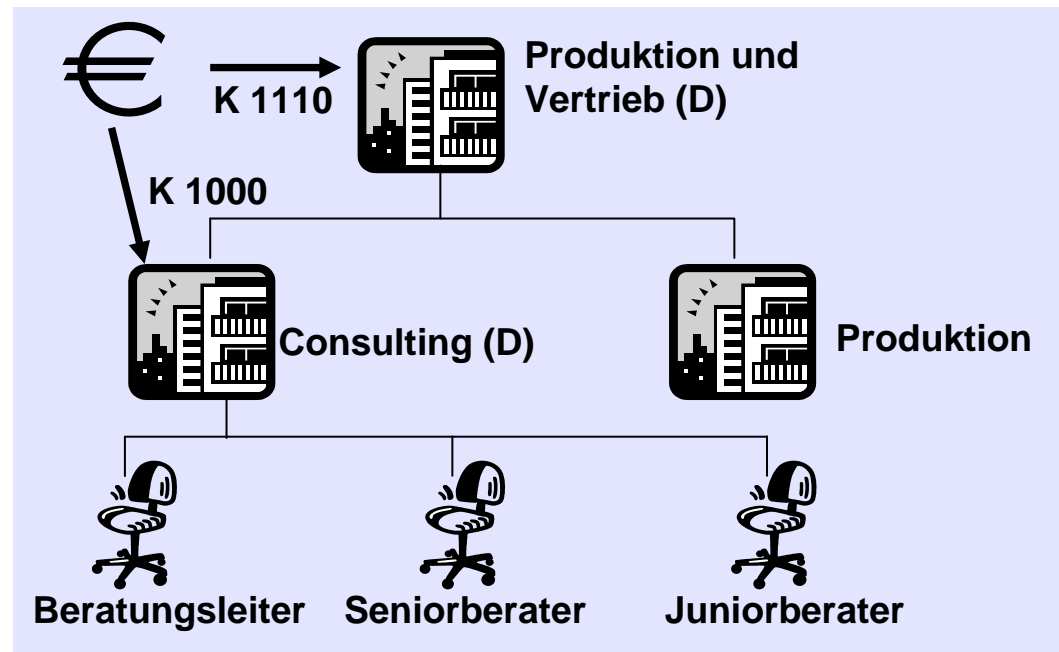 €
K 1110
Produktion und
Vertrieb (D)
K 1000
Consulting (D)
Produktion
Beratungsleiter
Seniorberater
Juniorberater